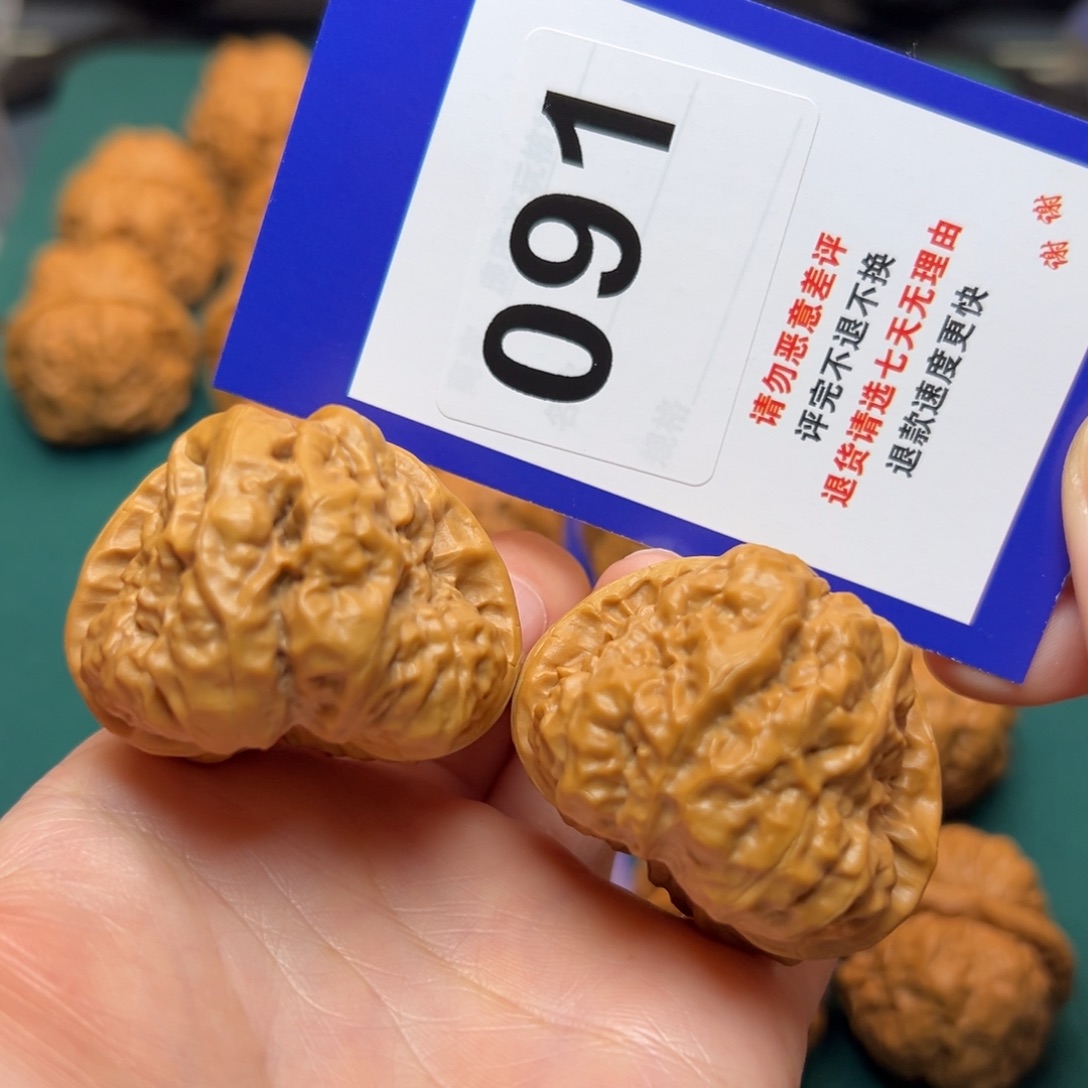 091
请勿恶意差评
评完不退不换
退货请选七天无理由
退款速度更快
谢谢